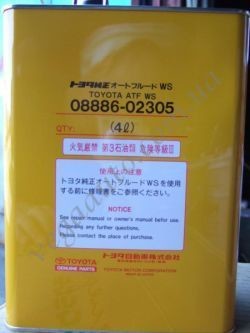 トヨタ純正オートフルードWS
TOYOTA ATF WS
08886-02305
QTY: (4ℓ)
火気厳禁 第3石油類 危険等級Ⅲ
使用上の注意
トヨタ純正オートフルードWSを使用
する前に修理書をご参照ください。
NOTICE
See repair manual or owner's manual befor use.
Regarding any further questions,
Please contact the place of purchase.
TOYOTA
GENUINE PARTS
トヨタ自動車株式会社
TOYOTA MOTOR CORPORATION